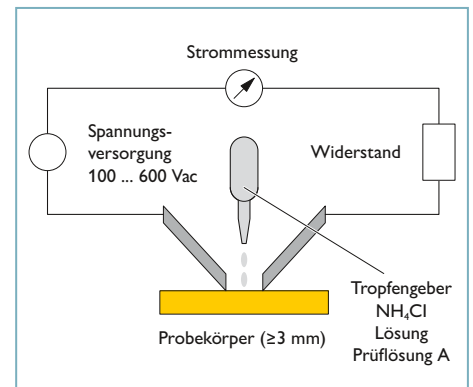 Strommessung
Spannungs-
versorgung
100 ... 600 Vac
Widerstand
Tropfengeber
NH₄Cl
Lösung
Prüflösung A
Probekörper (≥3 mm)